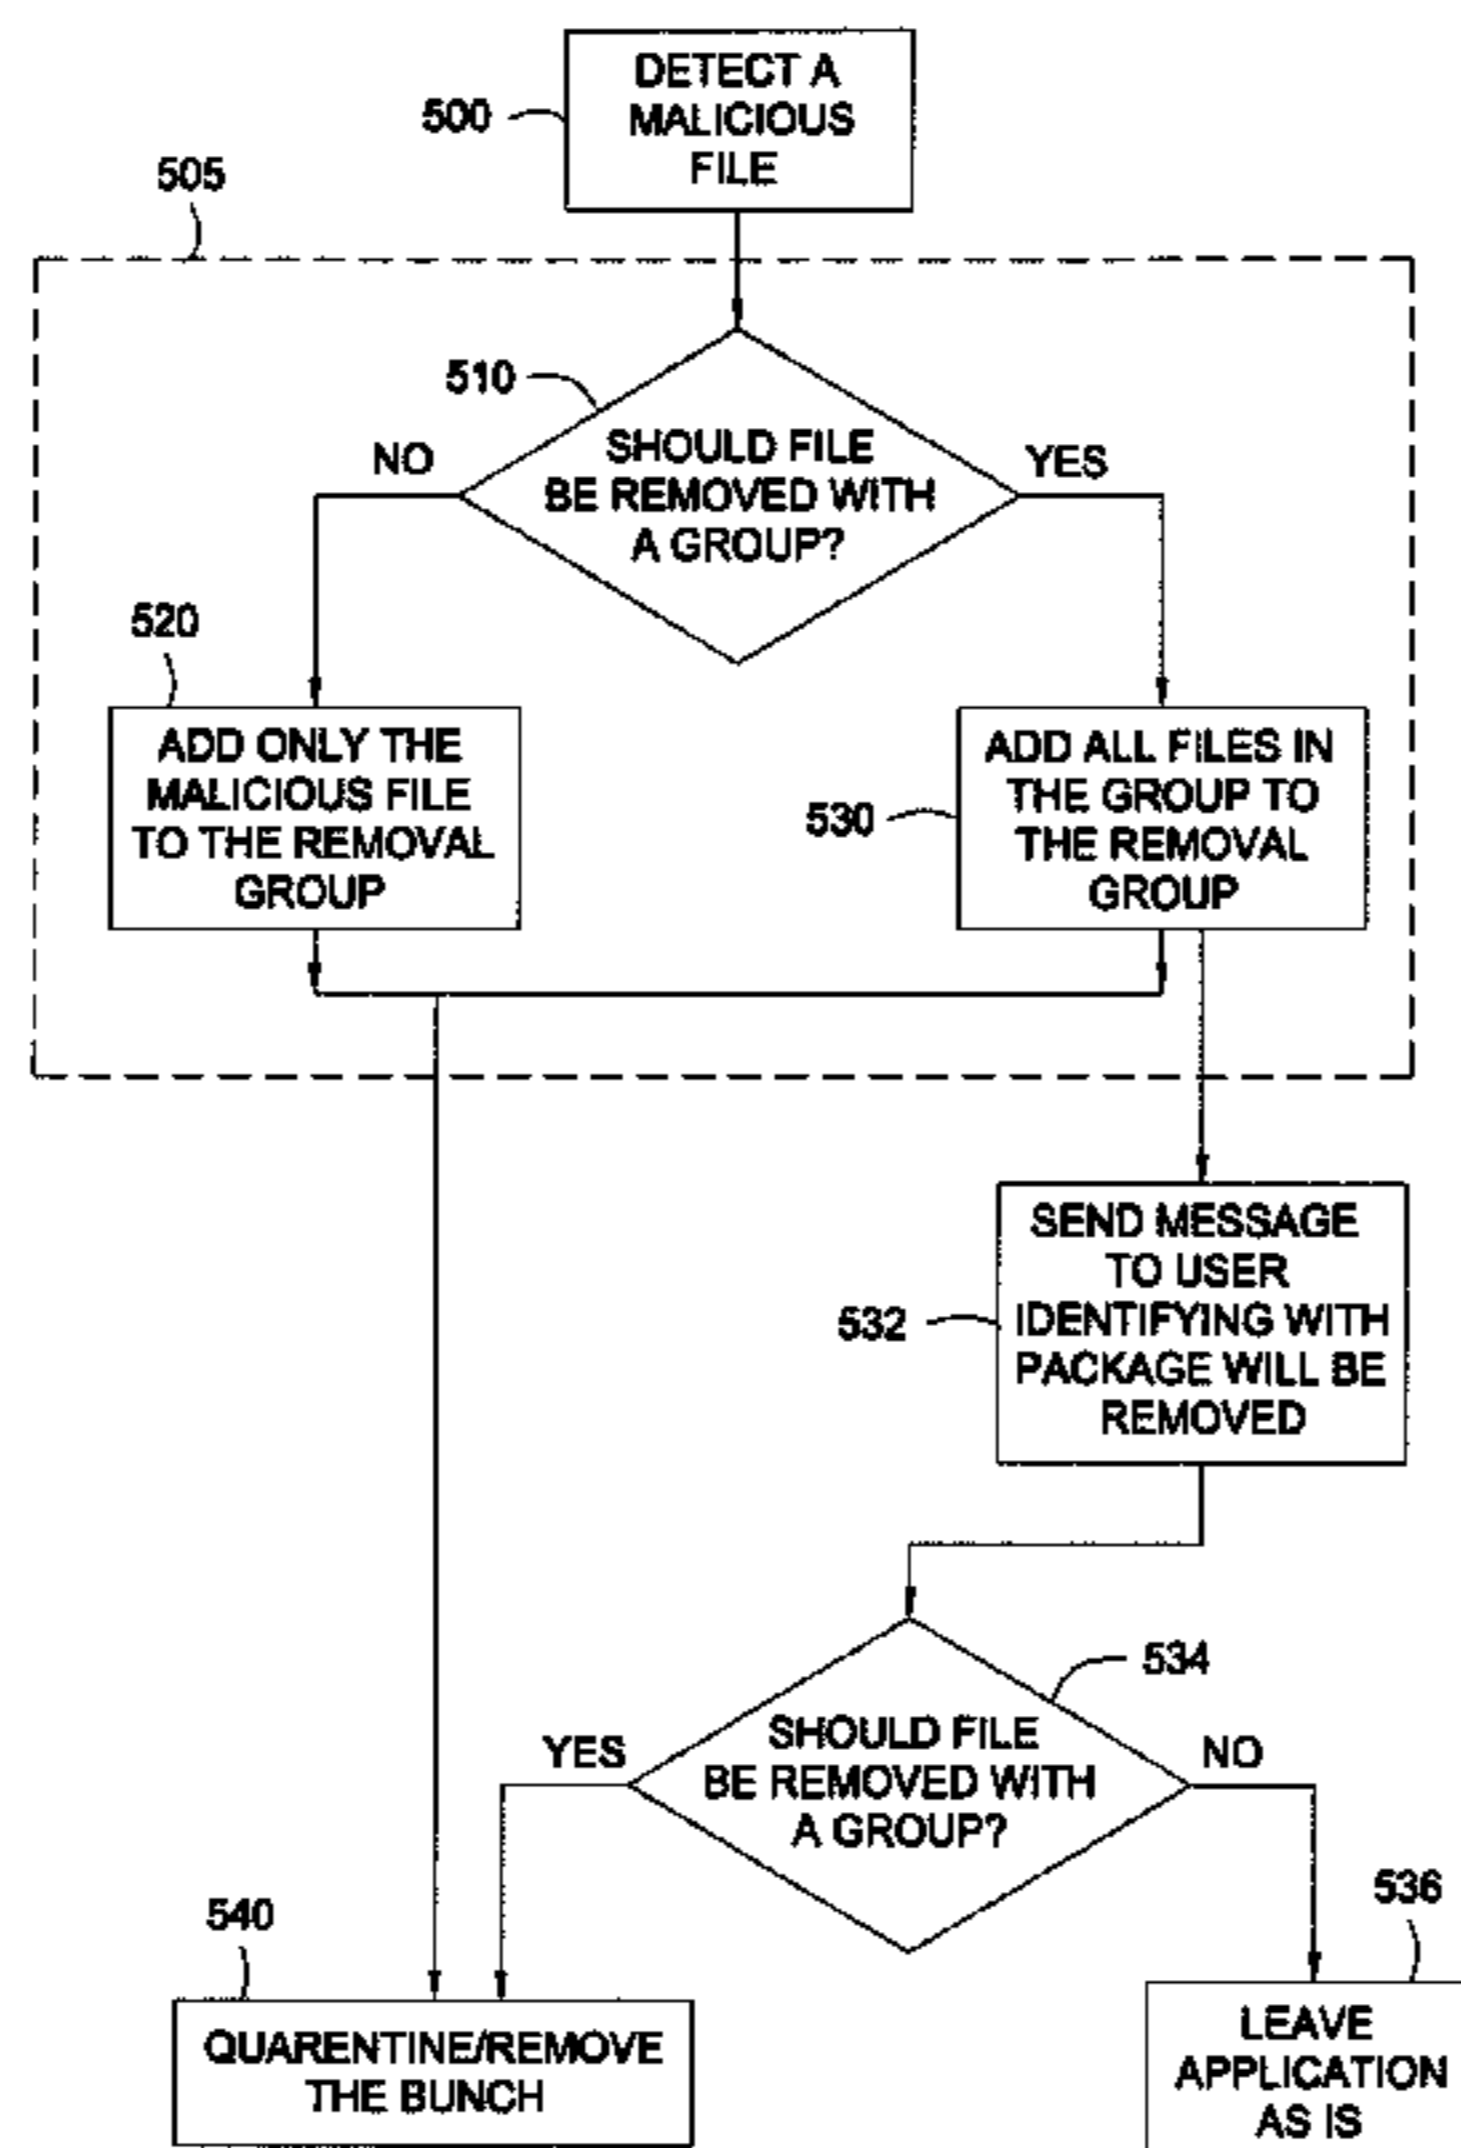 DETECT A
MALICIOUS
FILE
500
505
510
SHOULD FILE
BE REMOVED WITH
A GROUP?
NO
YES
520
ADD ONLY THE
MALICIOUS FILE
TO THE REMOVAL
GROUP
530
ADD ALL FILES IN
THE GROUP TO
THE REMOVAL
GROUP
532
SEND MESSAGE
TO USER
IDENTIFYING WITH
PACKAGE WILL BE
REMOVED
534
SHOULD FILE
BE REMOVED WITH
A GROUP?
YES
NO
540
QUARENTINE/REMOVE
THE BUNCH
536
LEAVE
APPLICATION
AS IS